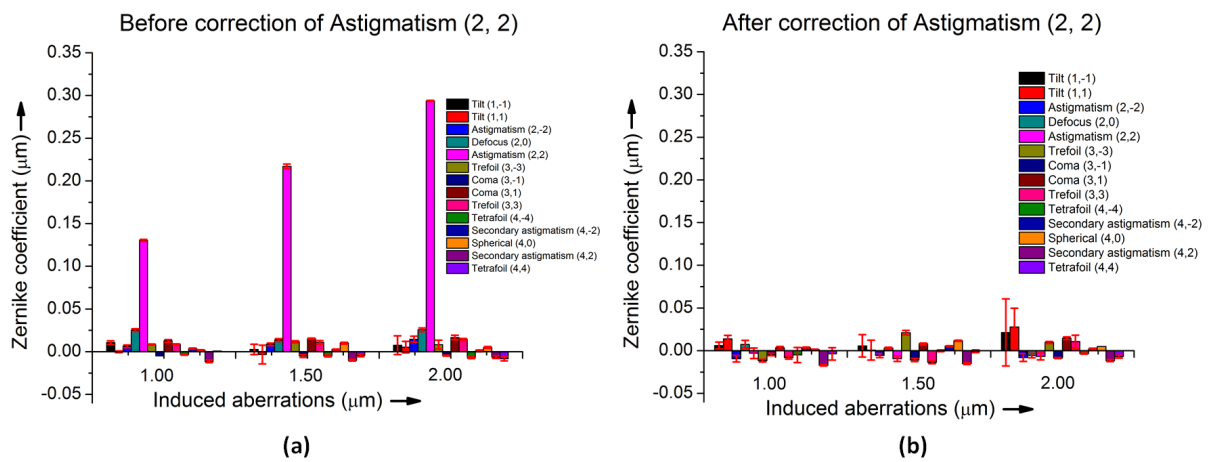 Before correction of Astigmatism (2, 2)
0.35
0.30
0.25
0.20
0.15
0.10
0.05
0.00
-0.05
Zernike coefficient (μm)
Tilt (1,-1)
Tilt (1,1)
Astigmatism (2,-2)
Defocus (2,0)
Astigmatism (2,2)
Trefoil (3,-3)
Coma (3,-1)
Coma (3,1)
Trefoil (3,3)
Tetrafoil (4,-4)
Secondary astigmatism (4,-2)
Spherical (4,0)
Secondary astigmatism (4,2)
Tetrafoil (4,4)
1.00 1.50 2.00
Induced aberrations (μm)
(a)
After correction of Astigmatism (2, 2)
0.35
0.30
0.25
0.20
0.15
0.10
0.05
0.00
-0.05
Zernike coefficient (μm)
Tilt (1,-1)
Tilt (1,1)
Astigmatism (2,-2)
Defocus (2,0)
Astigmatism (2,2)
Trefoil (3,-3)
Coma (3,-1)
Coma (3,1)
Trefoil (3,3)
Tetrafoil (4,-4)
Secondary astigmatism (4,-2)
Spherical (4,0)
Secondary astigmatism (4,2)
Tetrafoil (4,4)
1.00 1.50 2.00
Induced aberrations (μm)
(b)